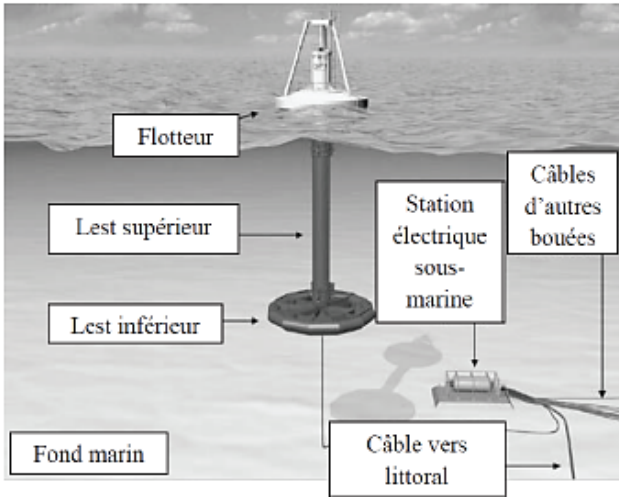 Flotteur
Lest supérieur
Lest inférieur
Station
électrique
sous-
marine
Câbles
d'autres
bouées
Câble vers
littoral
Fond marin